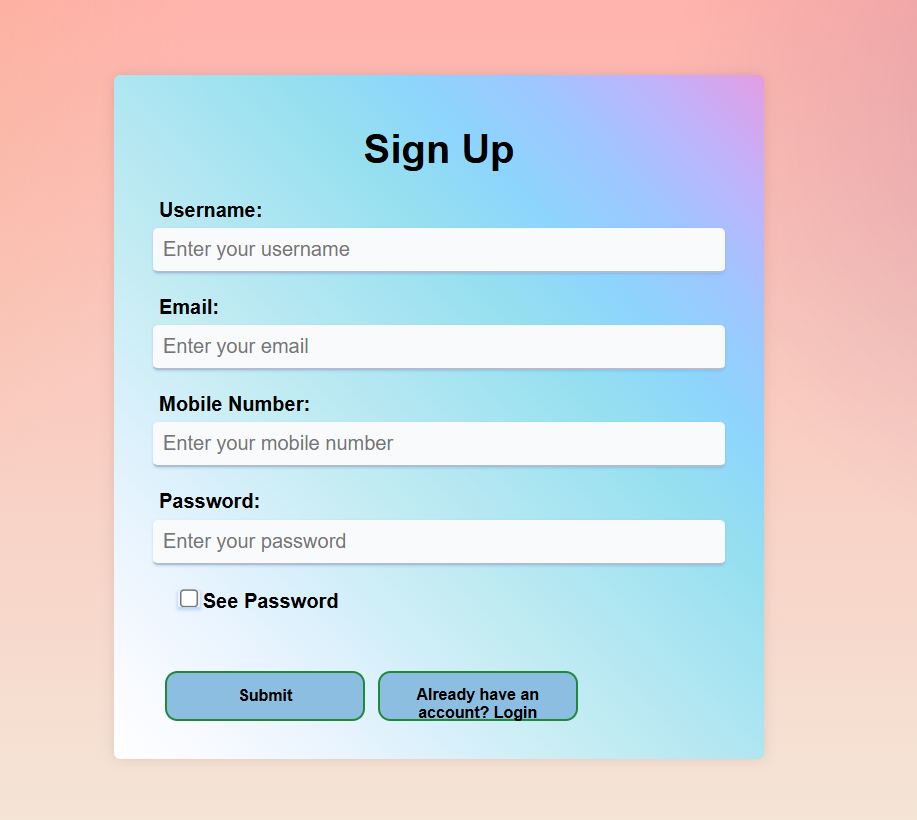 Sign Up
Username:
Enter your username
Email:
Enter your email
Mobile Number:
Enter your mobile number
Password:
Enter your password
See Password
Submit
Already have an
account? Login